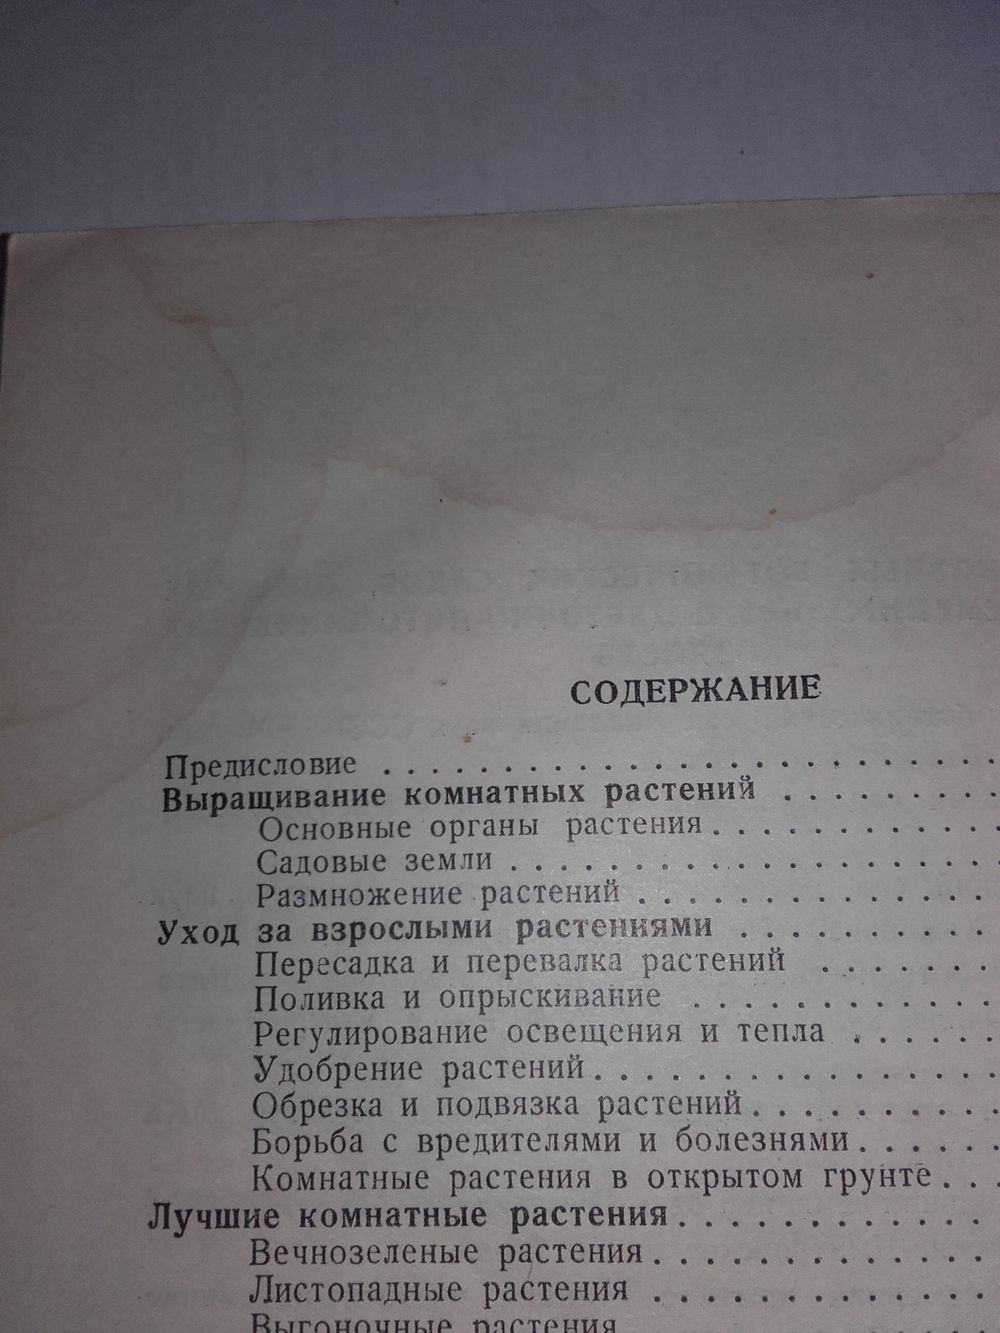 СОДЕРЖАНИЕ
Предисловие . . . . . . . . . . . . . . . . . . . .
Выращивание комнатных растений . . . . . . . .
Основные органы растения . . . . . . . . . . . .
Садовые земли . . . . . . . . . . . . . . . . . .
Размножение растений . . . . . . . . . . . . . .
Уход за взрослыми растениями . . . . . . . . .
Пересадка и перевалка растений . . . . . . .
Поливка и опрыскивание . . . . . . . . . . . .
Регулирование освещения и тепла . . . . . .
Удобрение растений . . . . . . . . . . . . . . .
Обрезка и подвязка растений . . . . . . . . . .
Борьба с вредителями и болезнями . . . . . .
Комнатные растения в открытом грунте . . .
Лучшие комнатные растения . . . . . . . . . . . .
Вечнозеленые растения . . . . . . . . . . . . .
Листопадные растения . . . . . . . . . . . . .
Выгоночные растения